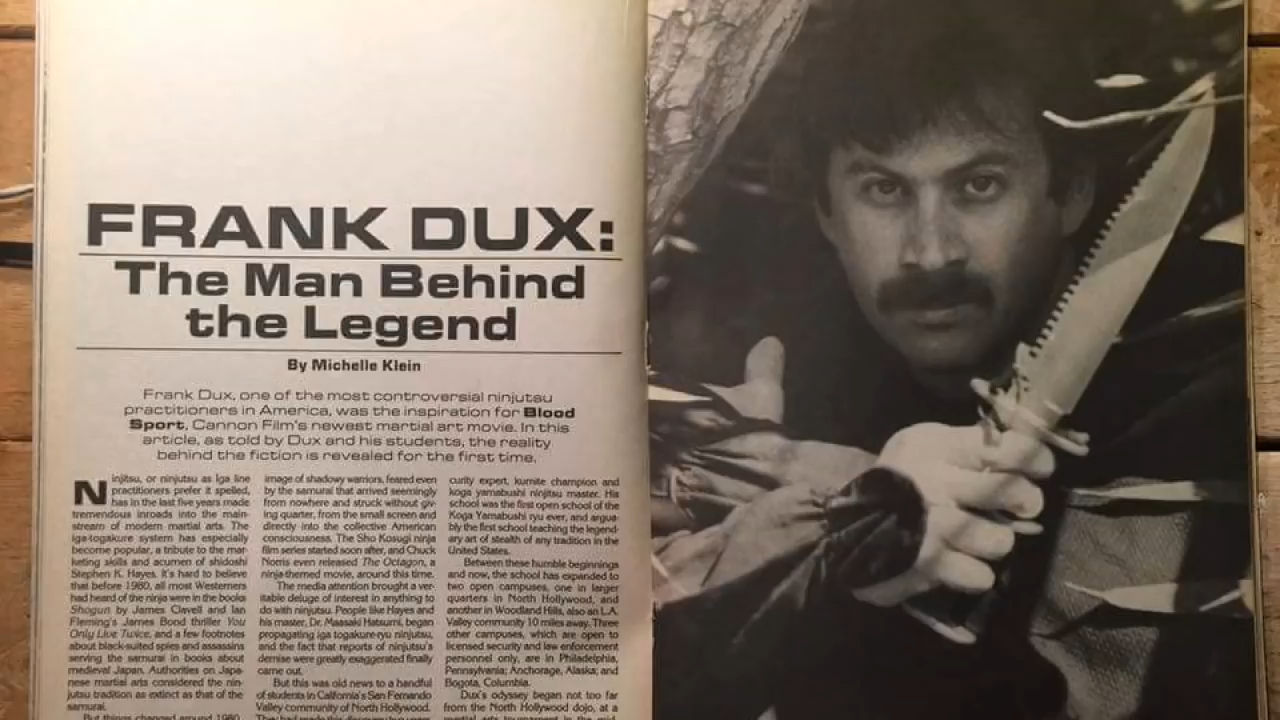 FRANK DUX:
The Man Behind
the Legend
By Michelle Klein
Frank Dux, one of the most controversial ninjutsu
practitioners in America, was the inspiration for Blood
Sport, Cannon Film's newest martial art movie. In this
article, as told by Dux and his students, the reality
behind the fiction is revealed for the first time.
Ninjitsu, or ninjutsu as Iga line
practitioners prefer it spelled,
has in the last five years made
tremendous inroads into the main-
stream of modern martial arts. The
iga-togakure system has especially
become popular, a tribute to the mar-
keting skills and acumen of shidoshi
Stephen K. Hayes. It's hard to believe
that before 1980, all most Westerners
had heard of the ninja were in the books
Shogun by James Clavell and Ian
Fleming's James Bond thriller You
Only Live Twice, and a few footnotes
about black-suited spies and assassins
serving the samurai in books about
medieval Japan. Authorities on Japa-
nese martial arts considered the nin-
jutsu tradition as extinct as that of the
samurai.
But things changed around 1980,
image of shadowy warriors, feared even
by the samurai that arrived seemingly
from nowhere and struck without giv-
ing quarter, from the small screen and
directly into the collective American
consciousness. The Sho Kosugi ninja
film series started soon after, and Chuck
Norris even released The Octagon, a
ninja-themed movie, around this time.
The media attention brought a ver-
itable deluge of interest in anything to
do with ninjutsu. People like Hayes and
his master, Dr. Masaaki Hatsumi, began
propagating iga togakure-ryu ninjutsu,
and the fact that reports of ninjutsu's
demise were greatly exaggerated finally
came out.
But this was old news to a handful
of students in California's San Fernando
Valley community of North Hollywood.
They had made this discovery two years
curity expert, kumite champion and
koga yamabushi ninjitsu master. His
school was the first open school of the
Koga Yamabushi ryu ever, and argua-
bly the first school teaching the legend-
ary art of stealth of any tradition in the
United States.
Between these humble beginnings
and now, the school has expanded to
two open campuses, one in larger
quarters in North Hollywood, and
another in Woodland Hills, also an L.A.
Valley community 10 miles away. Three
other campuses, which are open to
licensed security and law enforcement
personnel only, are in Philadelphia,
Pennsylvania; Anchorage, Alaska; and
Bogota, Columbia.
Dux's odyssey began not too far
from the North Hollywood dojo, at a
martial arts tournament in the mid-